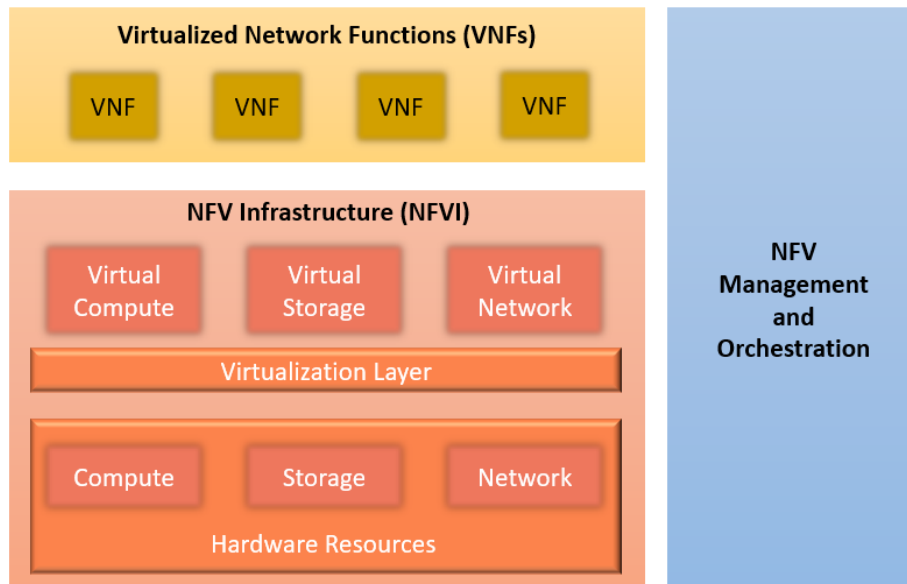 Virtualized Network Functions (VNFs)
VNF
VNF
VNF
VNF
NFV Infrastructure (NFVI)
Virtual
Compute
Virtual
Storage
Virtual
Network
Virtualization Layer
Compute
Storage
Network
Hardware Resources
NFV
Management
and
Orchestration